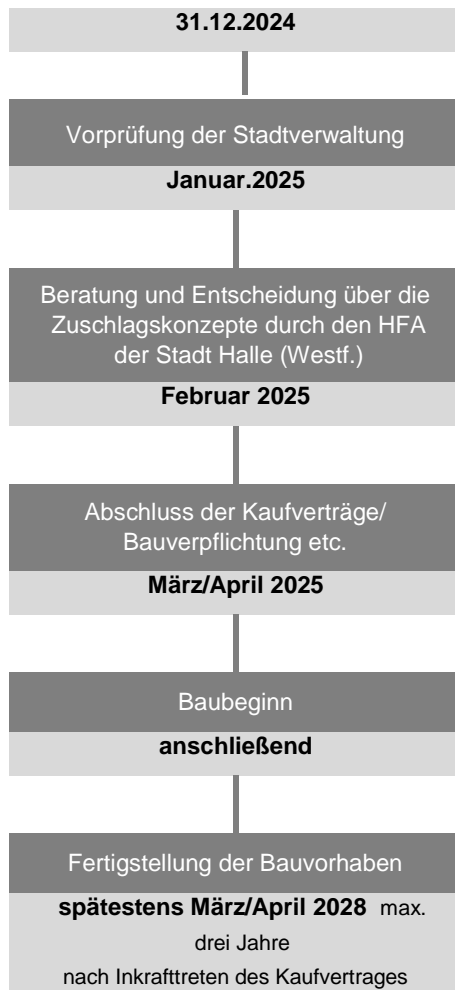 31.12.2024
Vorprüfung der Stadtverwaltung
Januar.2025
Beratung und Entscheidung über die
Zuschlagskonzepte durch den HFA
der Stadt Halle (Westf.)
Februar 2025
Abschluss der Kaufverträge/
Bauverpflichtung etc.
März/April 2025
Baubeginn
anschließend
Fertigstellung der Bauvorhaben
spätestens März/April 2028 max.
drei Jahre
nach Inkrafttreten des Kaufvertrages